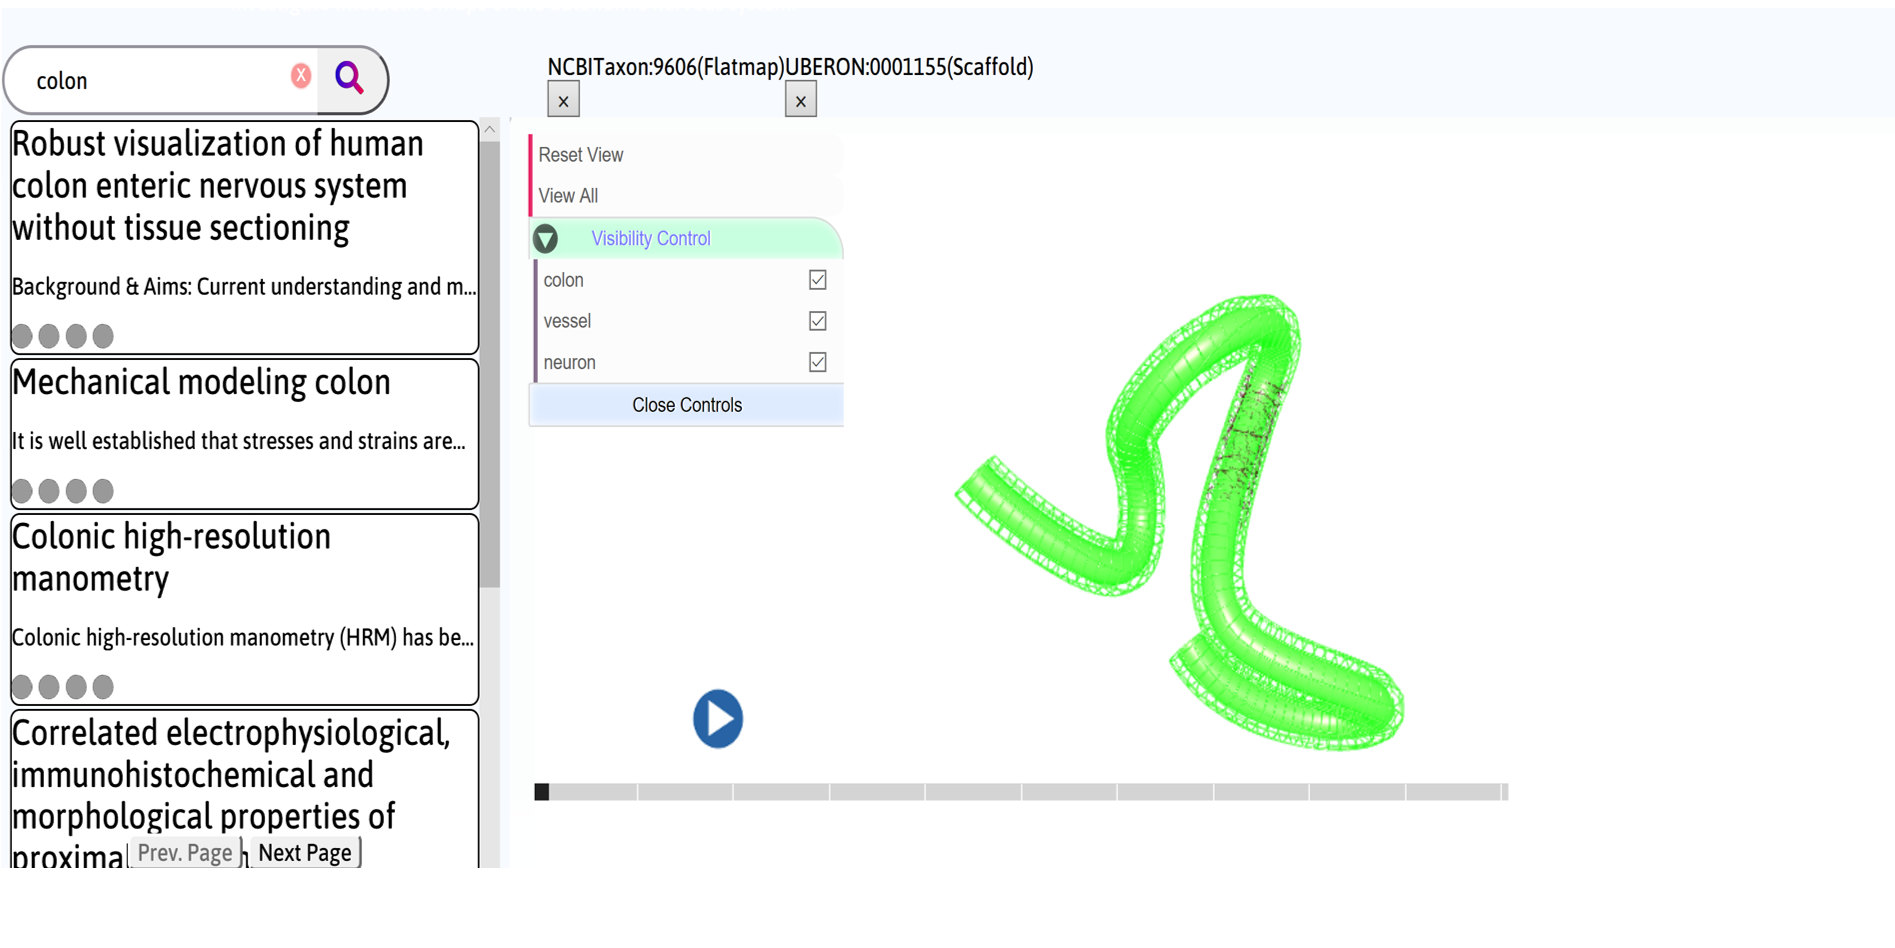 colon
X
NCBITaxon:9606(Flatmap)UBERON:0001155(Scaffold)
x x
Robust visualization of human
colon enteric nervous system
without tissue sectioning
Background & Aims: Current understanding and m...
Mechanical modeling colon
It is well established that stresses and strains are...
Colonic high-resolution
manometry
Colonic high-resolution manometry (HRM) has be...
Correlated electrophysiological,
immunohistochemical and
morphological properties of
Prev. Page Next Page
Reset View
View All
Visibility Control
colon
vessel
neuron
Close Controls